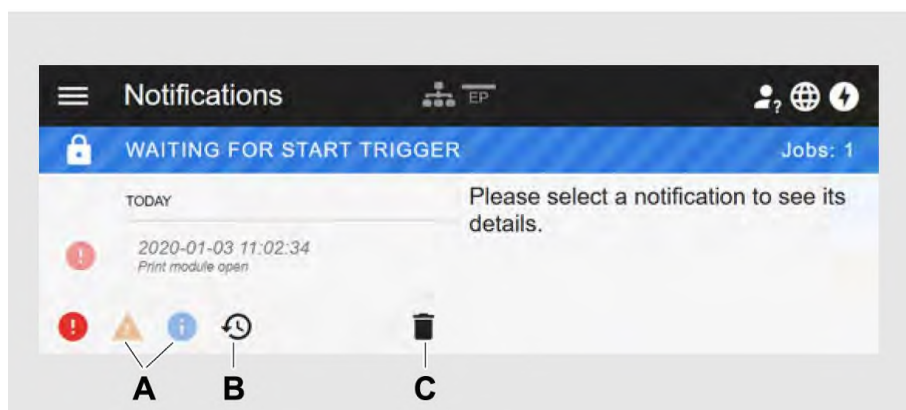 Notifications
EP
?
WAITING FOR START TRIGGER
Jobs: 1
TODAY
Please select a notification to see its
details.
2020-01-03 11:02:34
Print module open
A
B
C